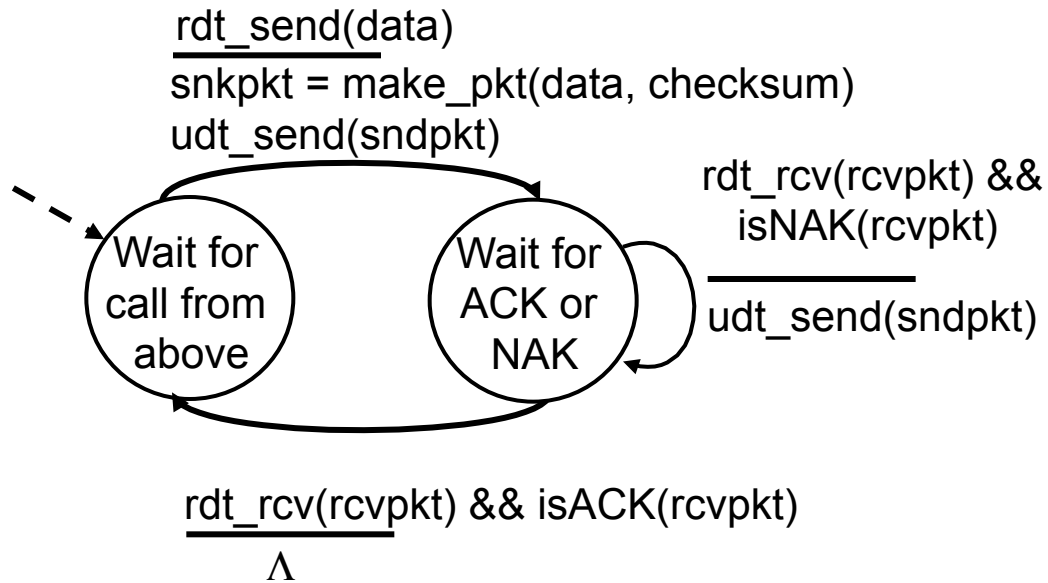 rdt_send(data)
snkpkt = make_pkt(data, checksum)
udt_send(sndpkt)
rdt_rcv(rcvpkt) &&
isNAK(rcvpkt)
udt_send(sndpkt)
Wait for
call from
above
Wait for
ACK or
NAK
rdt_rcv(rcvpkt) && isACK(rcvpkt)
Λ